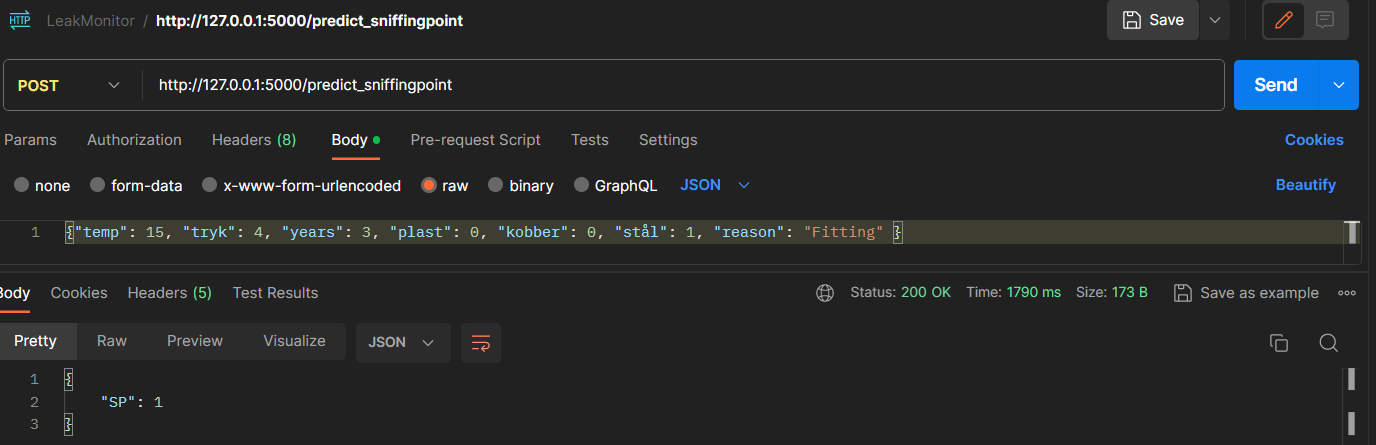 HTTP LeakMonitor / http://127.0.0.1:5000/predict_sniffingpoint Save
POST http://127.0.0.1:5000/predict_sniffingpoint Send
Params Authorization Headers (8) Body Pre-request Script Tests Settings Cookies
none form-data x-www-form-urlencoded raw binary GraphQL JSON Beautify
1 {"temp": 15, "tryk": 4, "years": 3, "plast": 0, "kobber": 0, "stål": 1, "reason": "Fitting" }
Body Cookies Headers (5) Test Results Status: 200 OK Time: 1790 ms Size: 173 B Save as example
Pretty Raw Preview Visualize JSON
1 {
2 "SP": 1
3 }